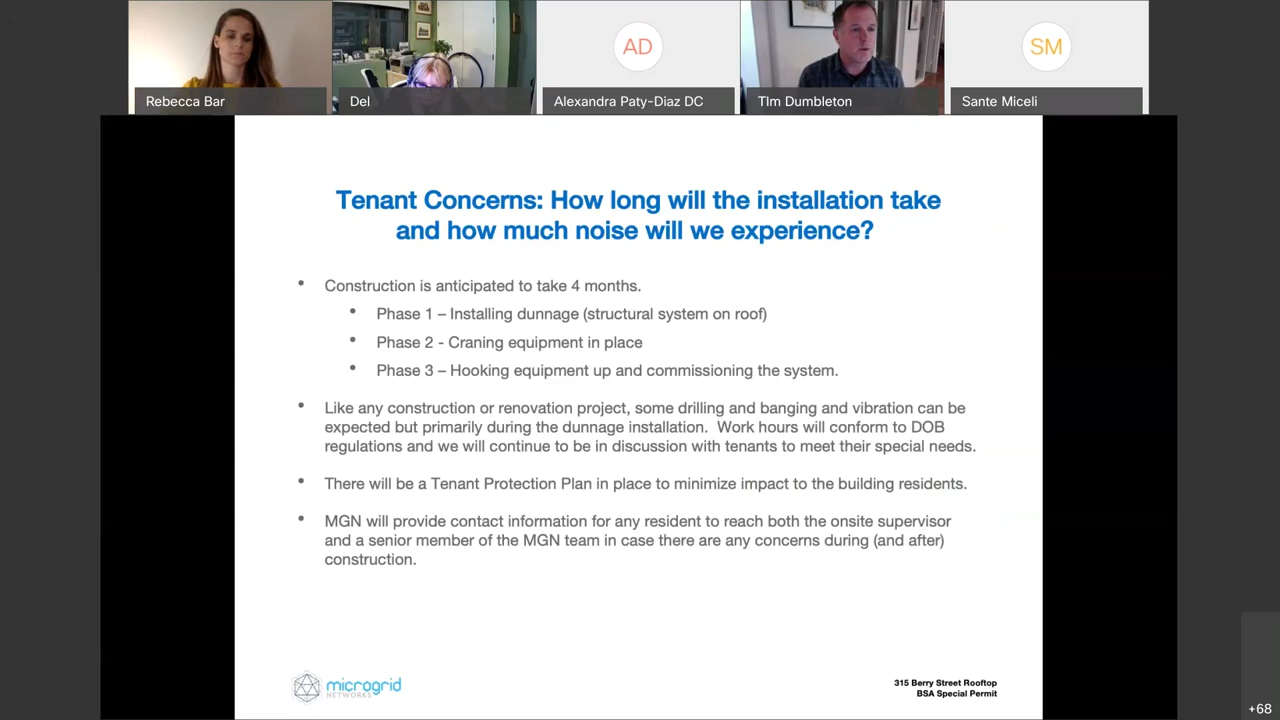 AD
SM
Rebecca Bar
Del
Alexandra Paty-Diaz DC
TIm Dumbleton
Sante Miceli
Tenant Concerns: How long will the installation take
and how much noise will we experience?
• Construction is anticipated to take 4 months.
• Phase 1 – Installing dunnage (structural system on roof)
• Phase 2 - Craning equipment in place
• Phase 3 – Hooking equipment up and commissioning the system.
• Like any construction or renovation project, some drilling and banging and vibration can be
expected but primarily during the dunnage installation. Work hours will conform to DOB
regulations and we will continue to be in discussion with tenants to meet their special needs.
• There will be a Tenant Protection Plan in place to minimize impact to the building residents.
• MGN will provide contact information for any resident to reach both the onsite supervisor
and a senior member of the MGN team in case there are any concerns during (and after)
construction.
microgrid
NETWORKS
315 Berry Street Rooftop
BSA Special Permit
+68